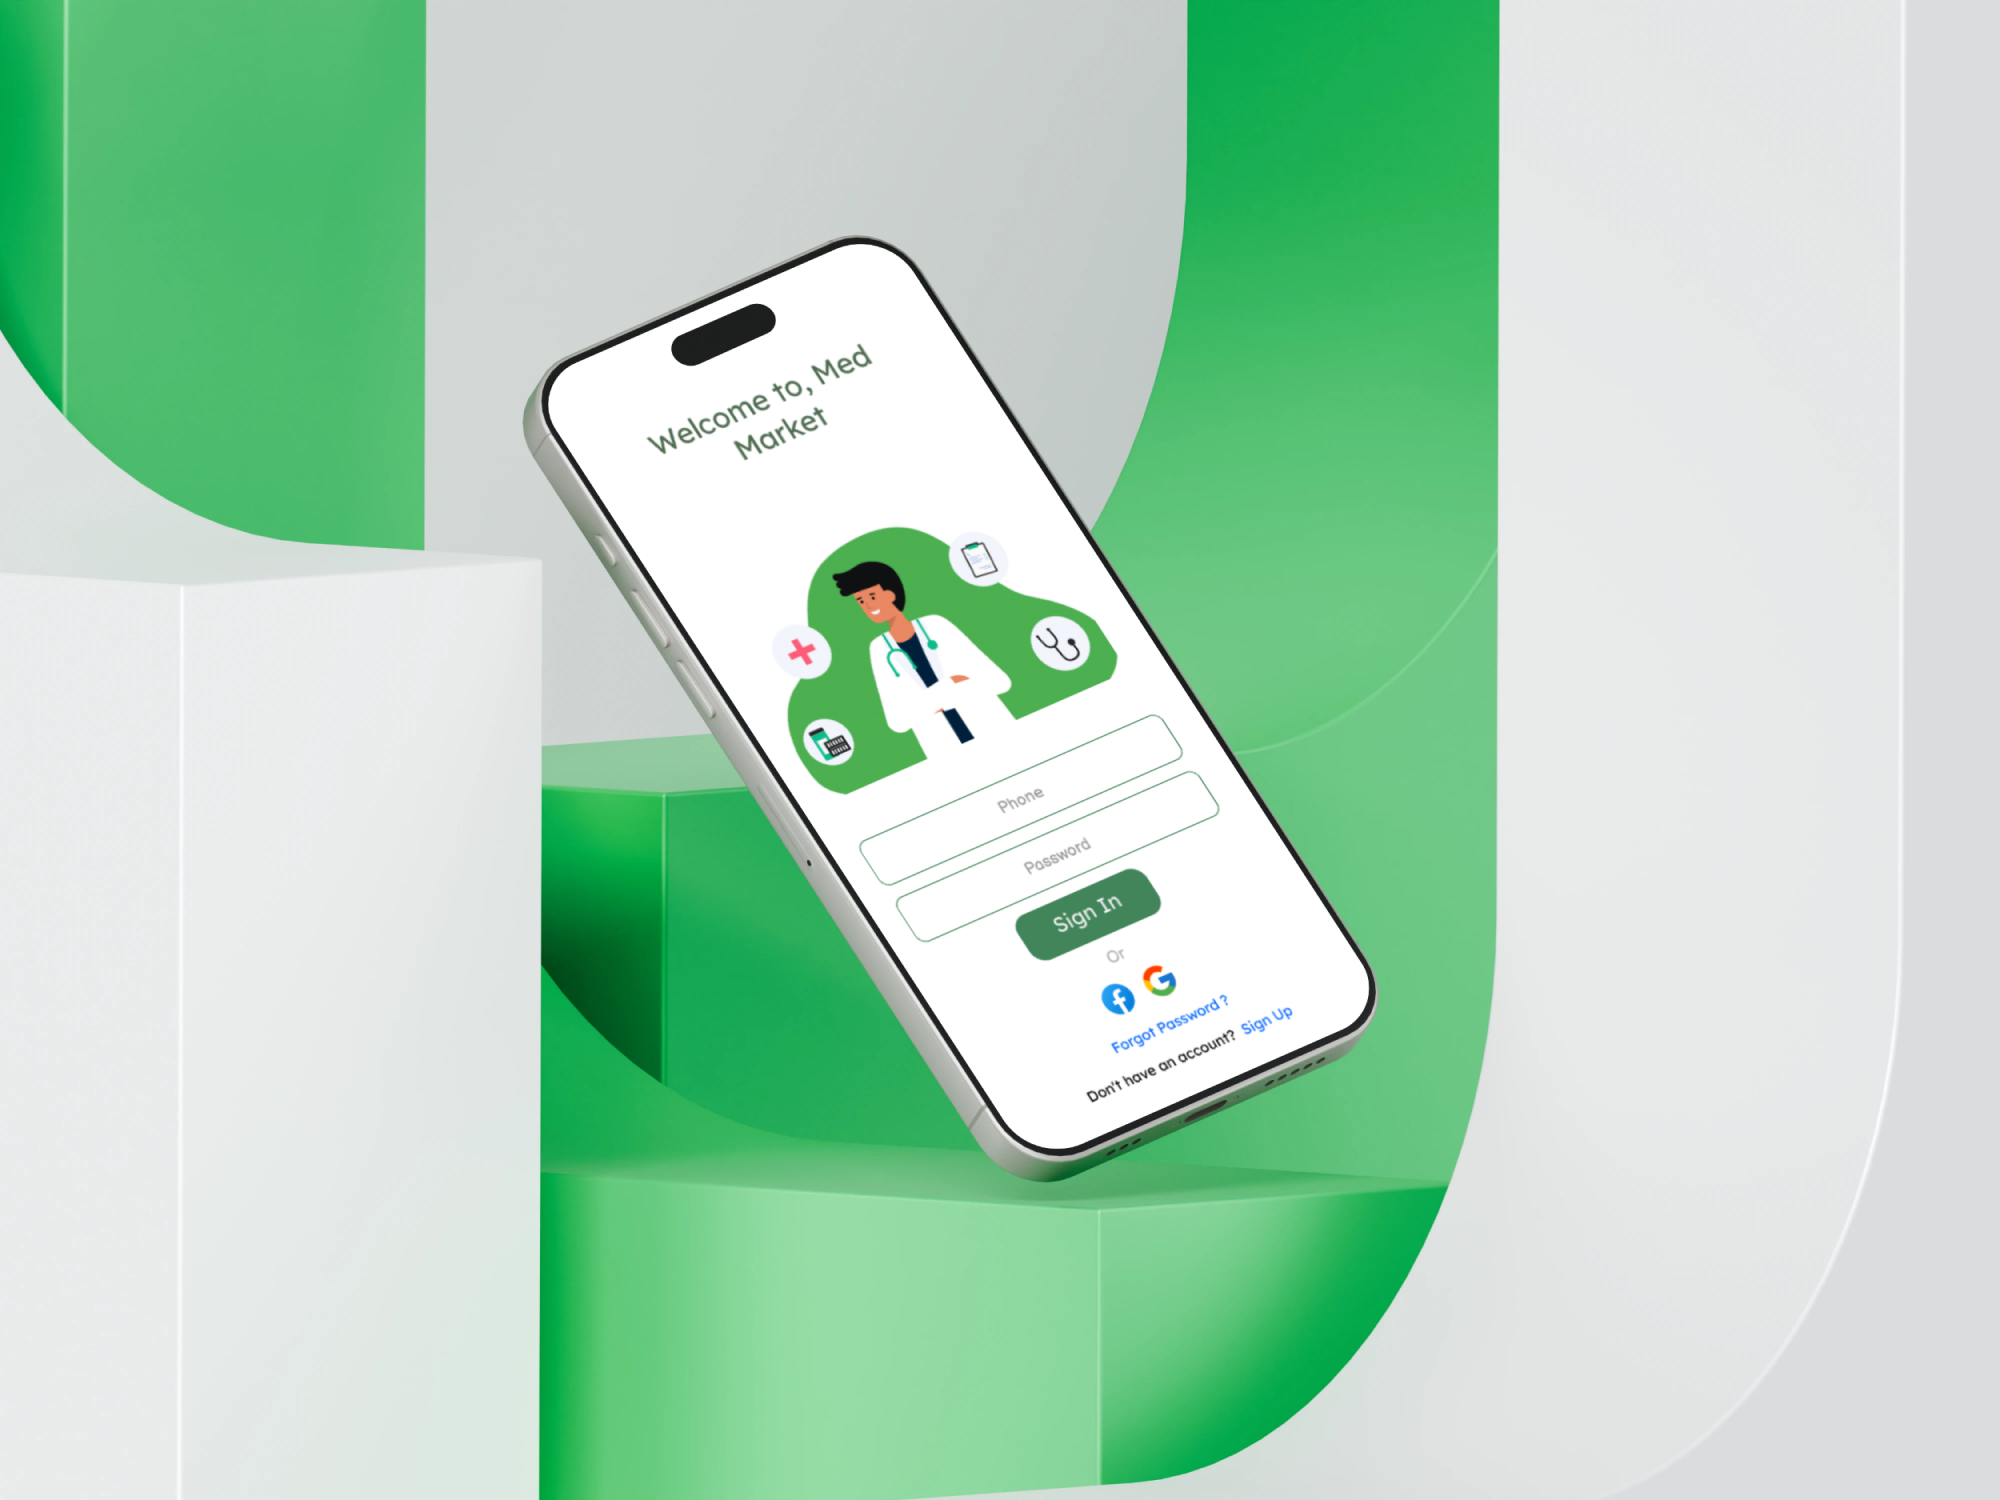 Welcome to, Med
Market
Phone
Password
Sign In
Or
Forgot Password ?
Don't have an account? Sign Up